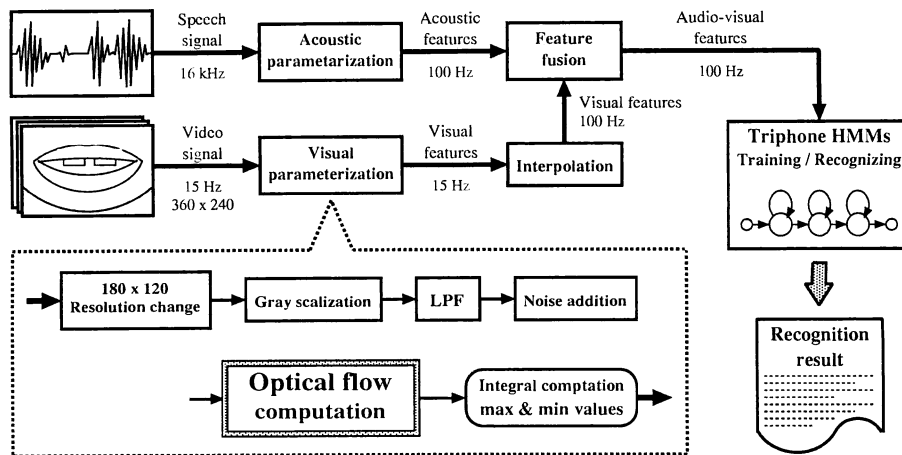 Speech
signal
16 kHz
Acoustic
parametarization
Acoustic
features
100 Hz
Feature
fusion
Audio-visual
features
100 Hz
Visual features
100 Hz
Video
signal
15 Hz
360 x 240
Visual
parameterization
Visual
features
15 Hz
Interpolation
Triphone HMMs
Training / Recognizing
180 x 120
Resolution change
Gray scalization
LPF
Noise addition
Optical flow
computation
Integral comptation
max & min values
Recognition
result